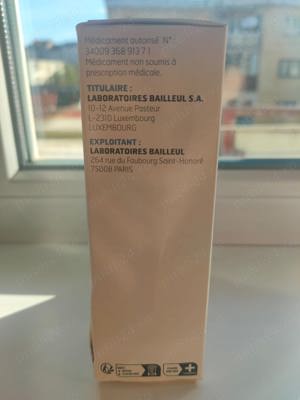 Médicament autorisé N° :
34009 358 913 7 1
Médicament non soumis à
prescription médicale.
TITULAIRE :
LABORATOIRES BAILLEUL S.A.
10-12 Avenue Pasteur
L-2310 Luxembourg
LUXEMBOURG
EXPLOITANT :
LABORATOIRES BAILLEUL
264 rue du Faubourg Saint-Honoré
75008 PARIS